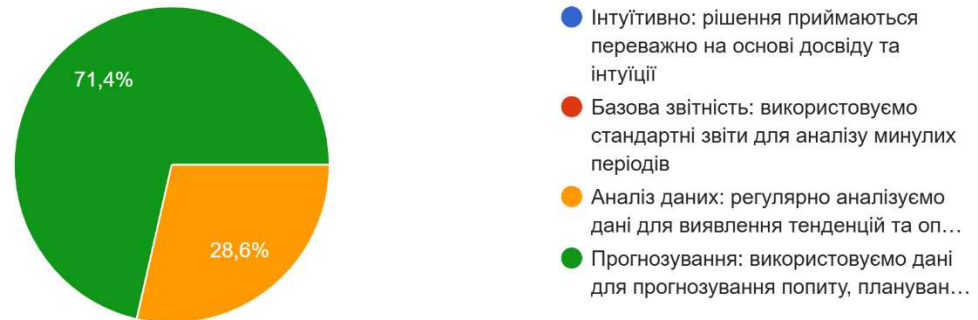 71,4%
28,6%
Інтуїтивно: рішення приймаються
переважно на основі досвіду та
інтуїції
Базова звітність: використовуємо
стандартні звіти для аналізу минулих
періодів
Аналіз даних: регулярно аналізуємо
дані для виявлення тенденцій та оп…
Прогнозування: використовуємо дані
для прогнозування попиту, плануван…